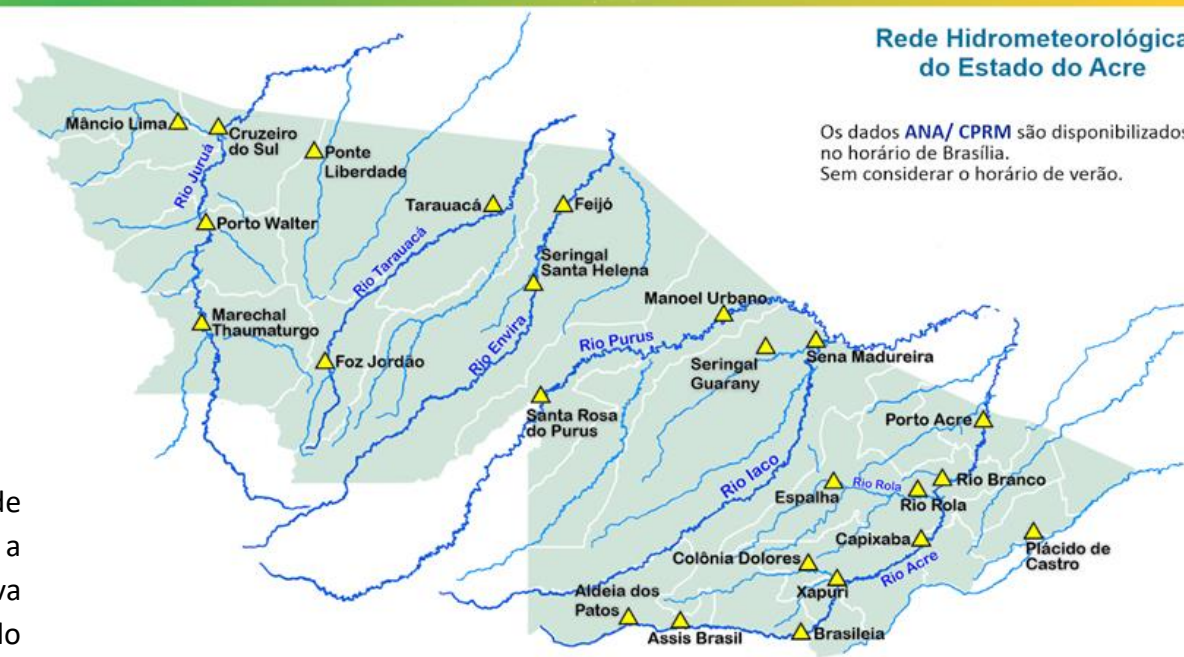 Rede Hidrometeorológica
do Estado do Acre
Os dados ANA/ CPRM são disponibilizados
no horário de Brasília.
Sem considerar o horário de verão.
Mâncio Lima
Cruzeiro
do Sul
Ponte
Liberdade
Rio Juruá
Porto Walter
Tarauacá
Feijó
Rio Tarauacá
Seringal
Santa Helena
Marechal
Thaumaturgo
Foz Jordão
Rio Envira
Manoel Urbano
Rio Purus
Seringal
Guarany
Sena Madureira
Santa Rosa
do Purus
Porto Acre
Rio Iaco
Espalha
Rio Rola
Rio Rola
Rio Branco
Capixaba
Plácido de
Castro
Colônia Dolores
Xapuri
Rio Acre
Aldeia dos
Patos
Assis Brasil
Brasileia
de
a
va
do